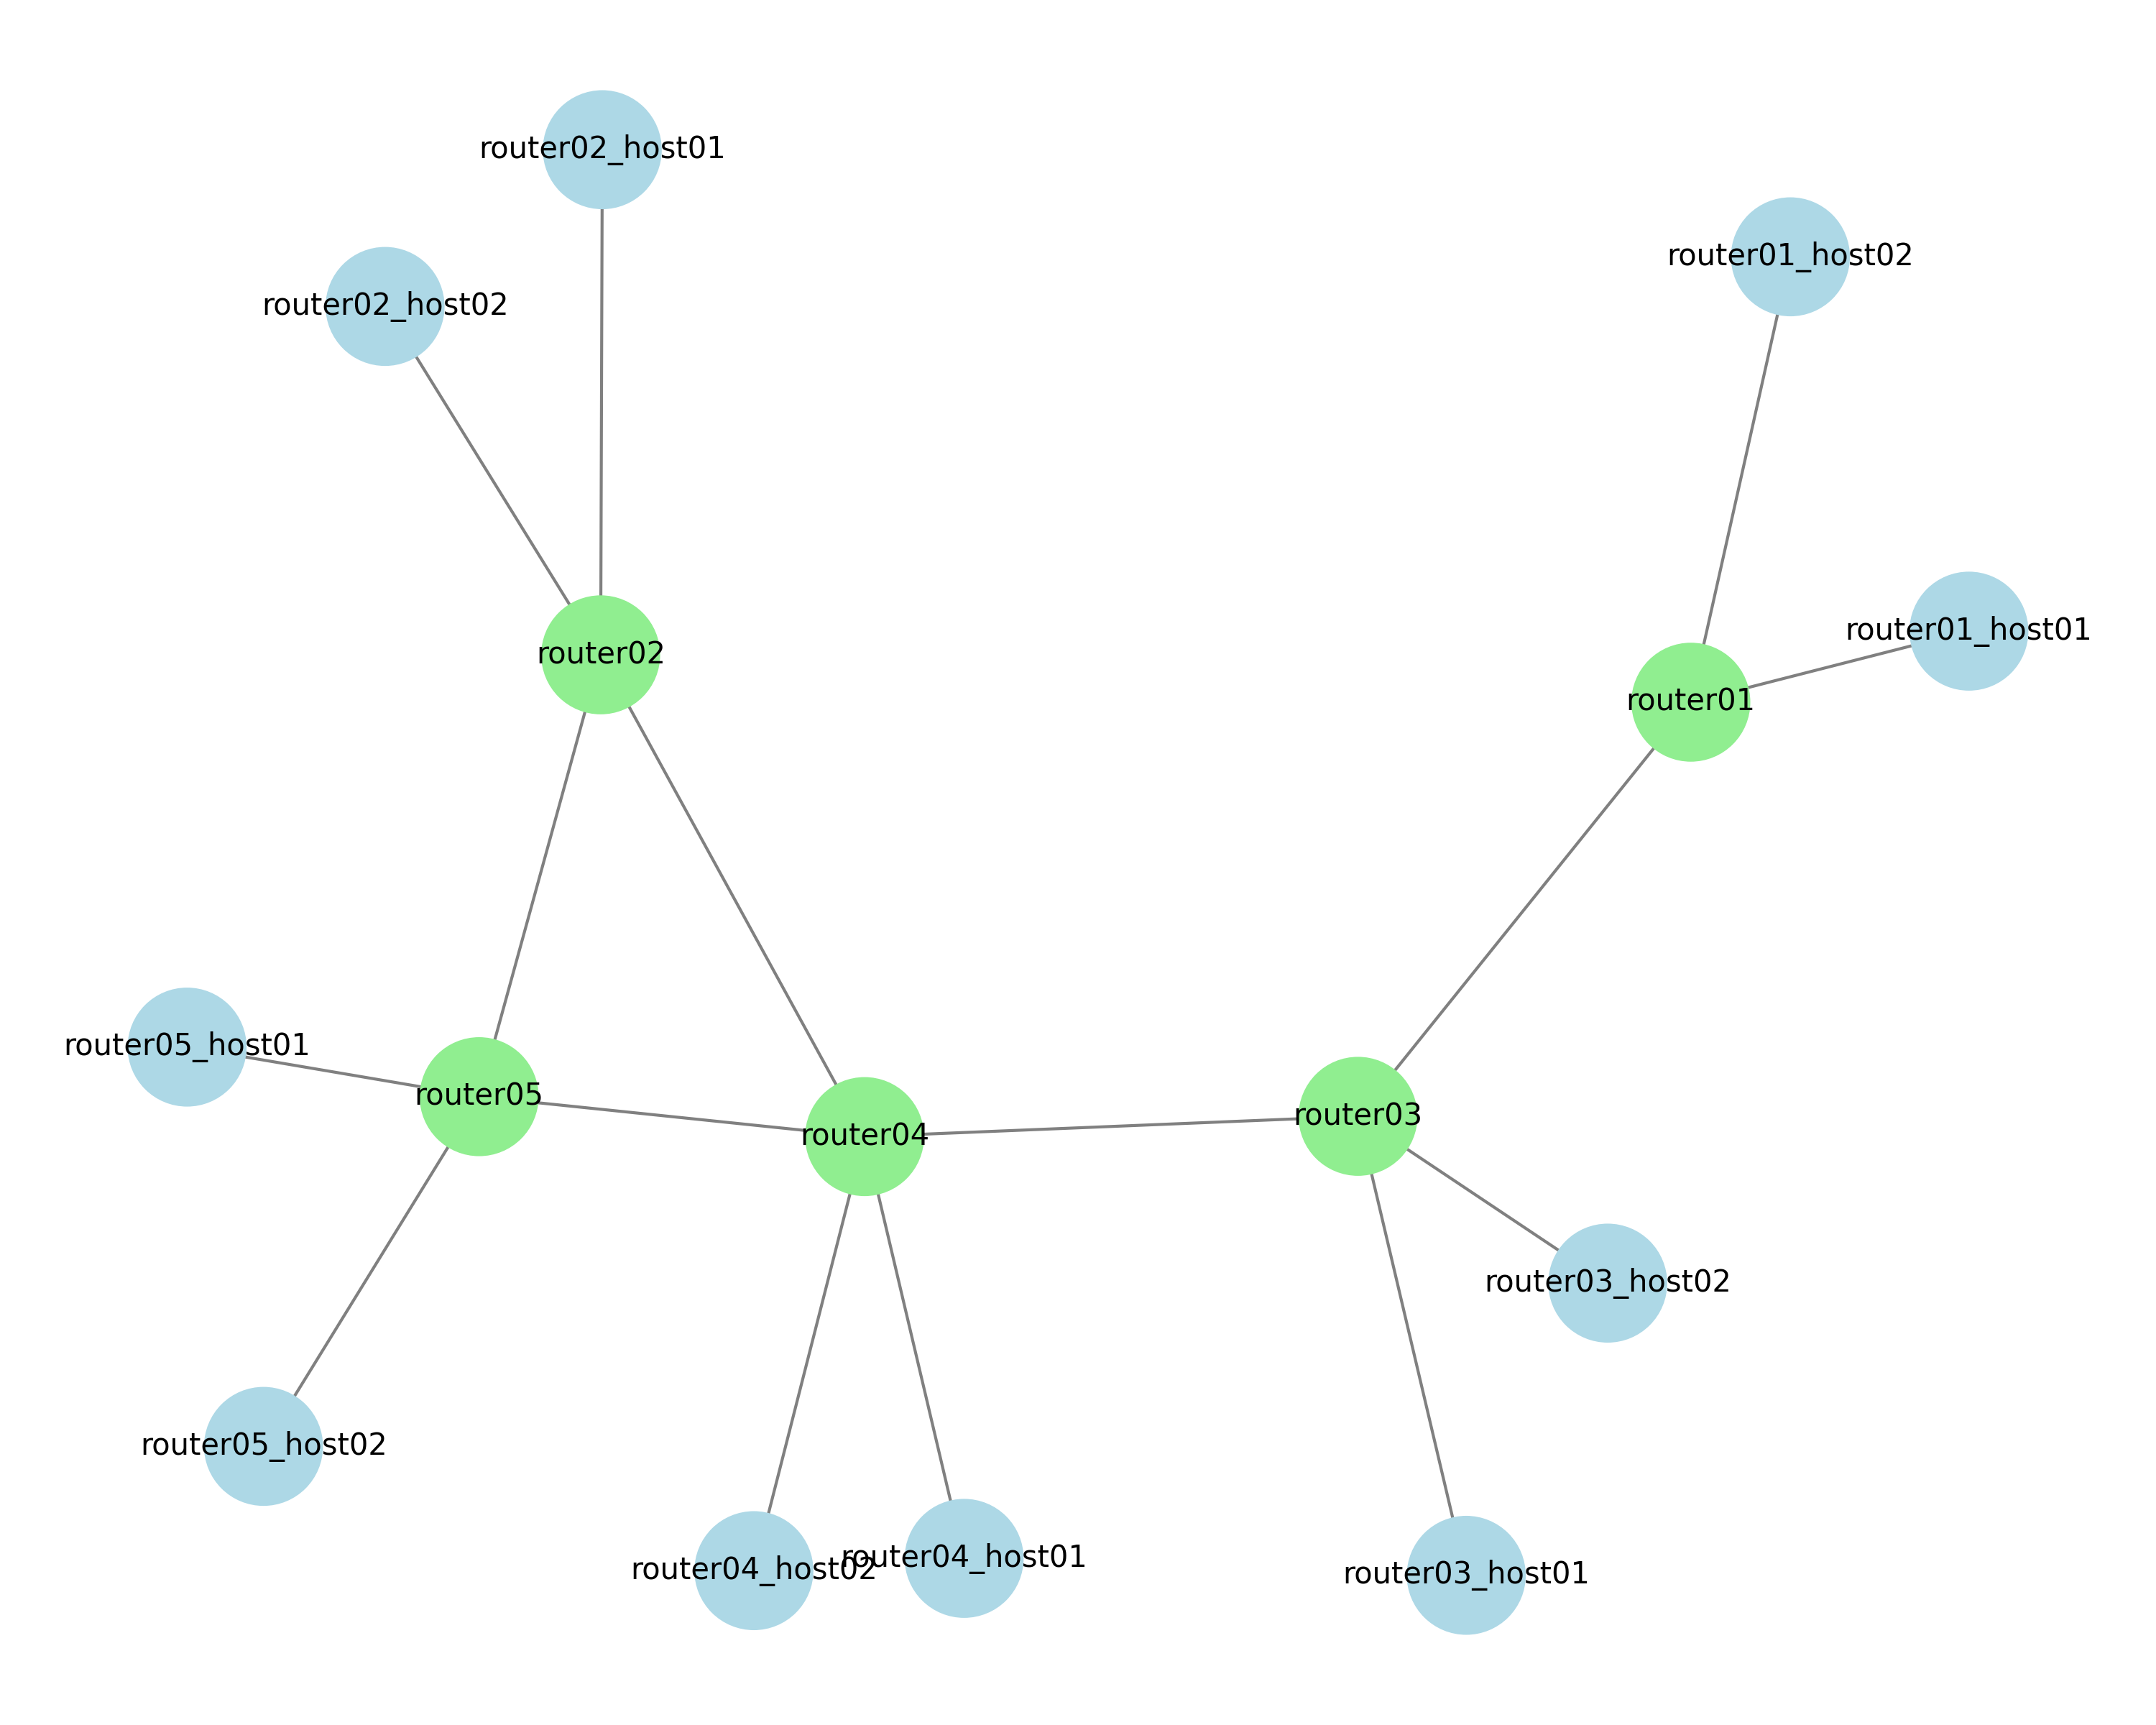 router02_host01
router01_host02
router02_host02
router01_host01
router02
router01
router05_host01
router05
router03
router04
router03_host02
router05_host02
router04_host01
router04_host02
router03_host01